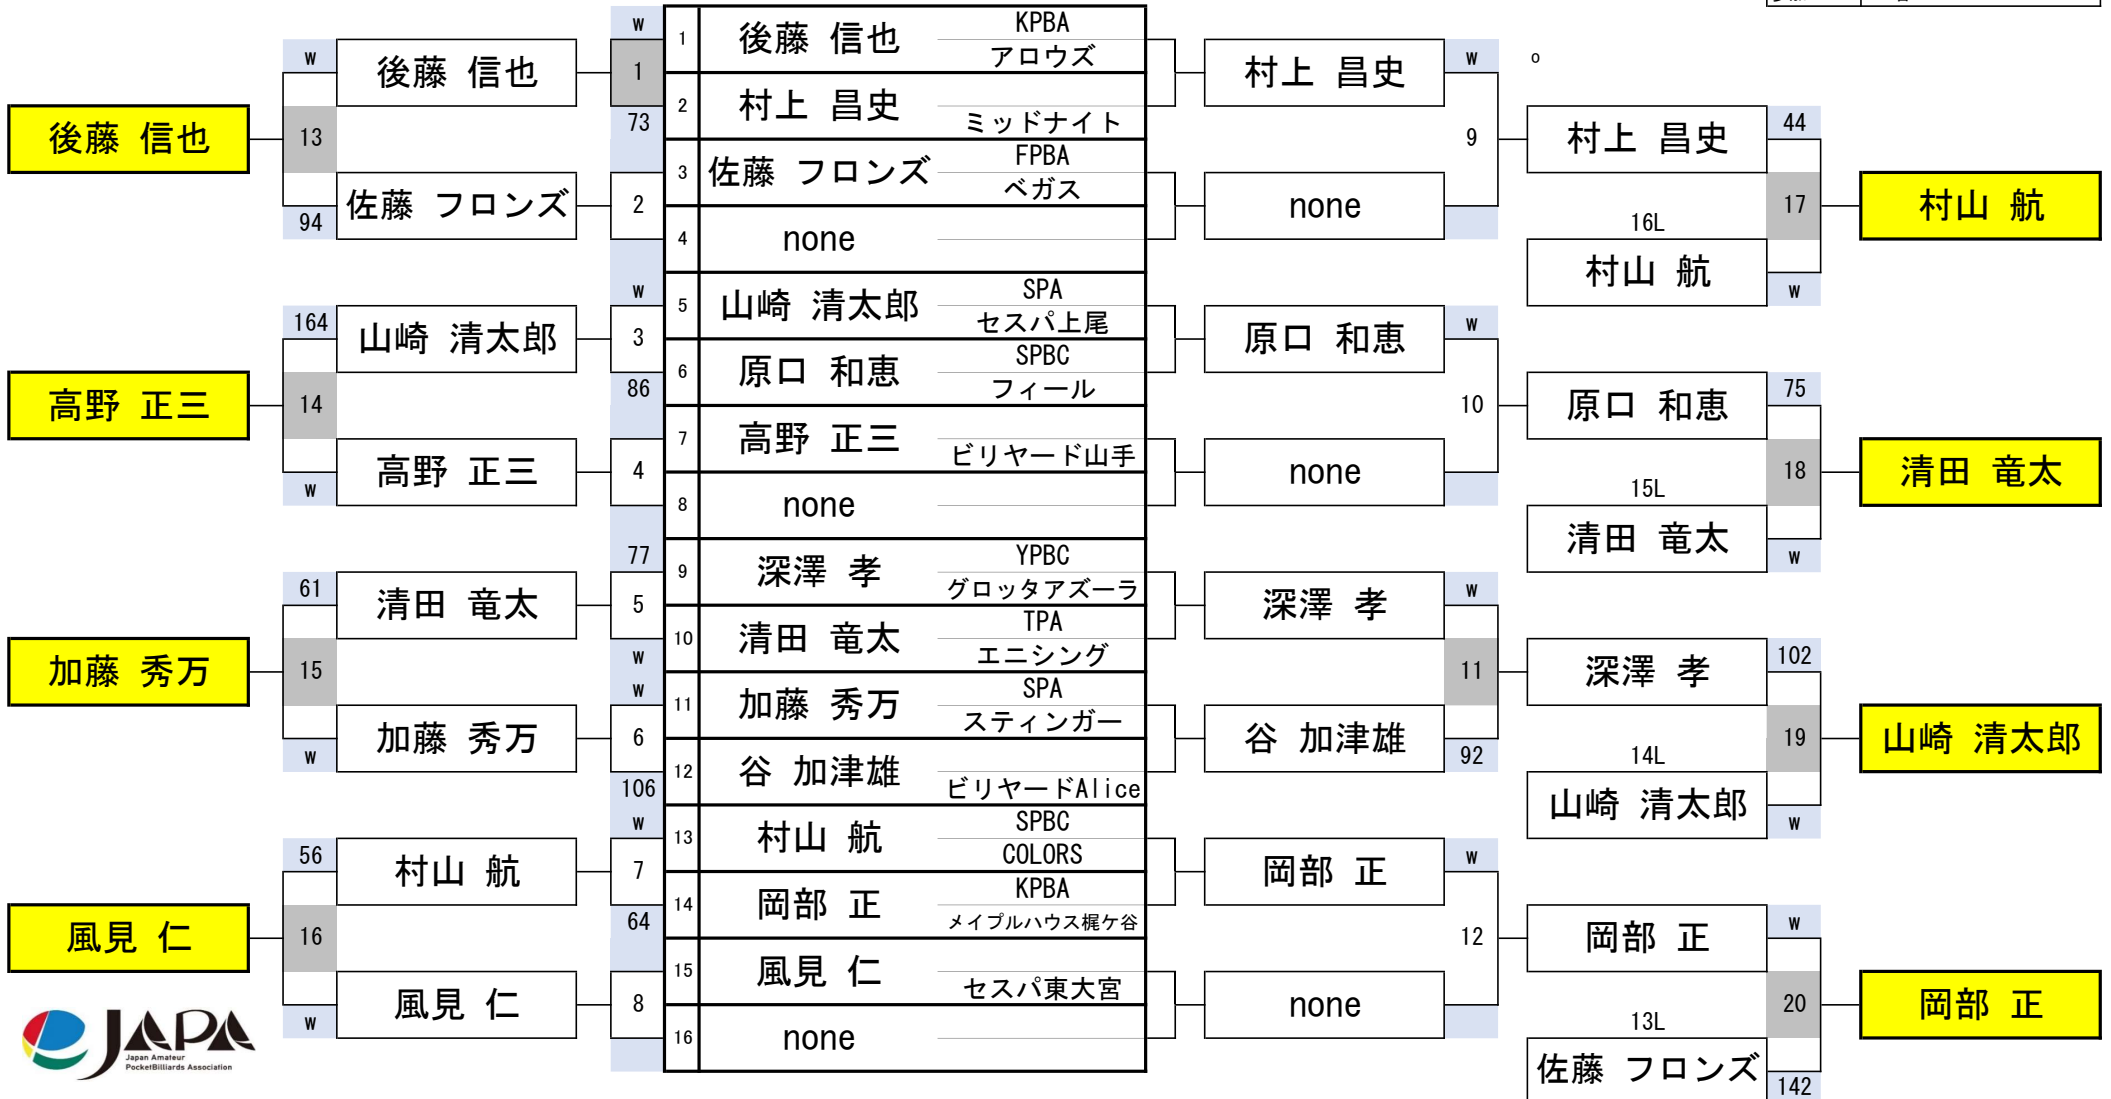 後藤 信也
高野 正三
加藤 秀万
風見 仁
JAPA
Japan Amateur
PocketBilliards Association
W
後藤 信也
13
佐藤 フロンズ
94
164
山崎 清太郎
14
高野 正三
W
61
清田 竜太
15
加藤 秀万
W
56
村山 航
16
風見 仁
W
W
1
73
2
W
3
86
4
77
5
W
W
6
106
W
7
64
8
1 後藤 信也 KPBA
アロウズ
2 村上 昌史
ミッドナイト
3 佐藤 フロンズ FPBA
ベガス
4 none
5 山崎 清太郎 SPA
セスパ上尾
6 原口 和恵 SPBC
フィール
7 高野 正三
ビリヤード山手
8 none
9 深澤 孝 YPBC
グロッタアズーラ
10 清田 竜太 TPA
エニシング
11 加藤 秀万 SPA
スティンガー
12 谷 加津雄
ビリヤードAlice
13 村山 航 SPBC
COLORS
14 岡部 正 KPBA
メイプルハウス梶ケ谷
15 風見 仁
セスパ東大宮
16 none
村上 昌史
W
9
none
原口 和恵
W
10
none
深澤 孝
W
11
谷 加津雄
92
岡部 正
W
12
none
o
村上 昌史
44
17
16L
村山 航
W
原口 和恵
75
18
15L
清田 竜太
W
深澤 孝
102
19
14L
山崎 清太郎
W
岡部 正
W
20
13L
佐藤 フロンズ
142
村山 航
清田 竜太
山崎 清太郎
岡部 正